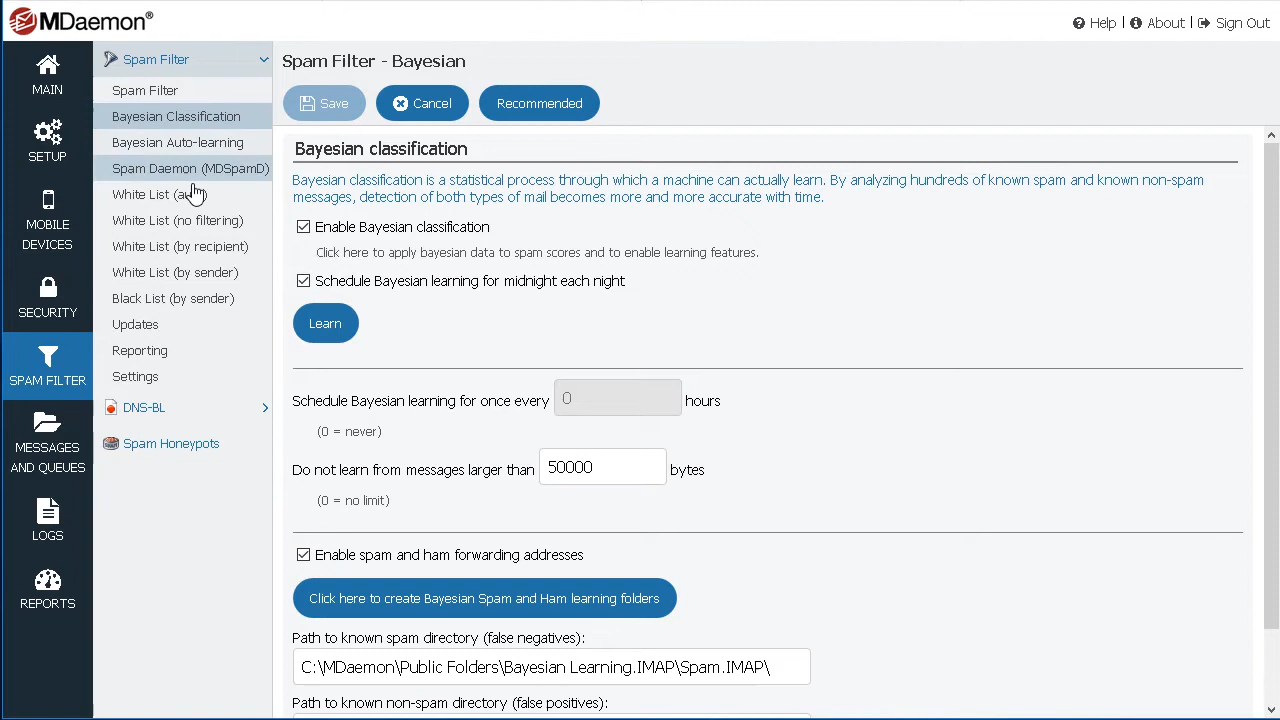 MDaemon®
Help | About | Sign Out
MAIN
SETUP
MOBILE
DEVICES
SECURITY
SPAM FILTER
MESSAGES
AND QUEUES
LOGS
REPORTS
Spam Filter
Spam Filter
Bayesian Classification
Bayesian Auto-learning
Spam Daemon (MDSpamD)
White List (a
White List (no filtering)
White List (by recipient)
White List (by sender)
Black List (by sender)
Updates
Reporting
Settings
DNS-BL
Spam Honeypots
Spam Filter - Bayesian
Save Cancel Recommended
Bayesian classification
Bayesian classification is a statistical process through which a machine can actually learn. By analyzing hundreds of known spam and known non-spam
messages, detection of both types of mail becomes more and more accurate with time.
Enable Bayesian classification
Click here to apply bayesian data to spam scores and to enable learning features.
Schedule Bayesian learning for midnight each night
Learn
Schedule Bayesian learning for once every 0 hours
(0 = never)
Do not learn from messages larger than 50000 bytes
(0 = no limit)
Enable spam and ham forwarding addresses
Click here to create Bayesian Spam and Ham learning folders
Path to known spam directory (false negatives):
C:\MDaemon\Public Folders\Bayesian Learning.IMAP\Spam.IMAP\
Path to known non-spam directory (false positives):